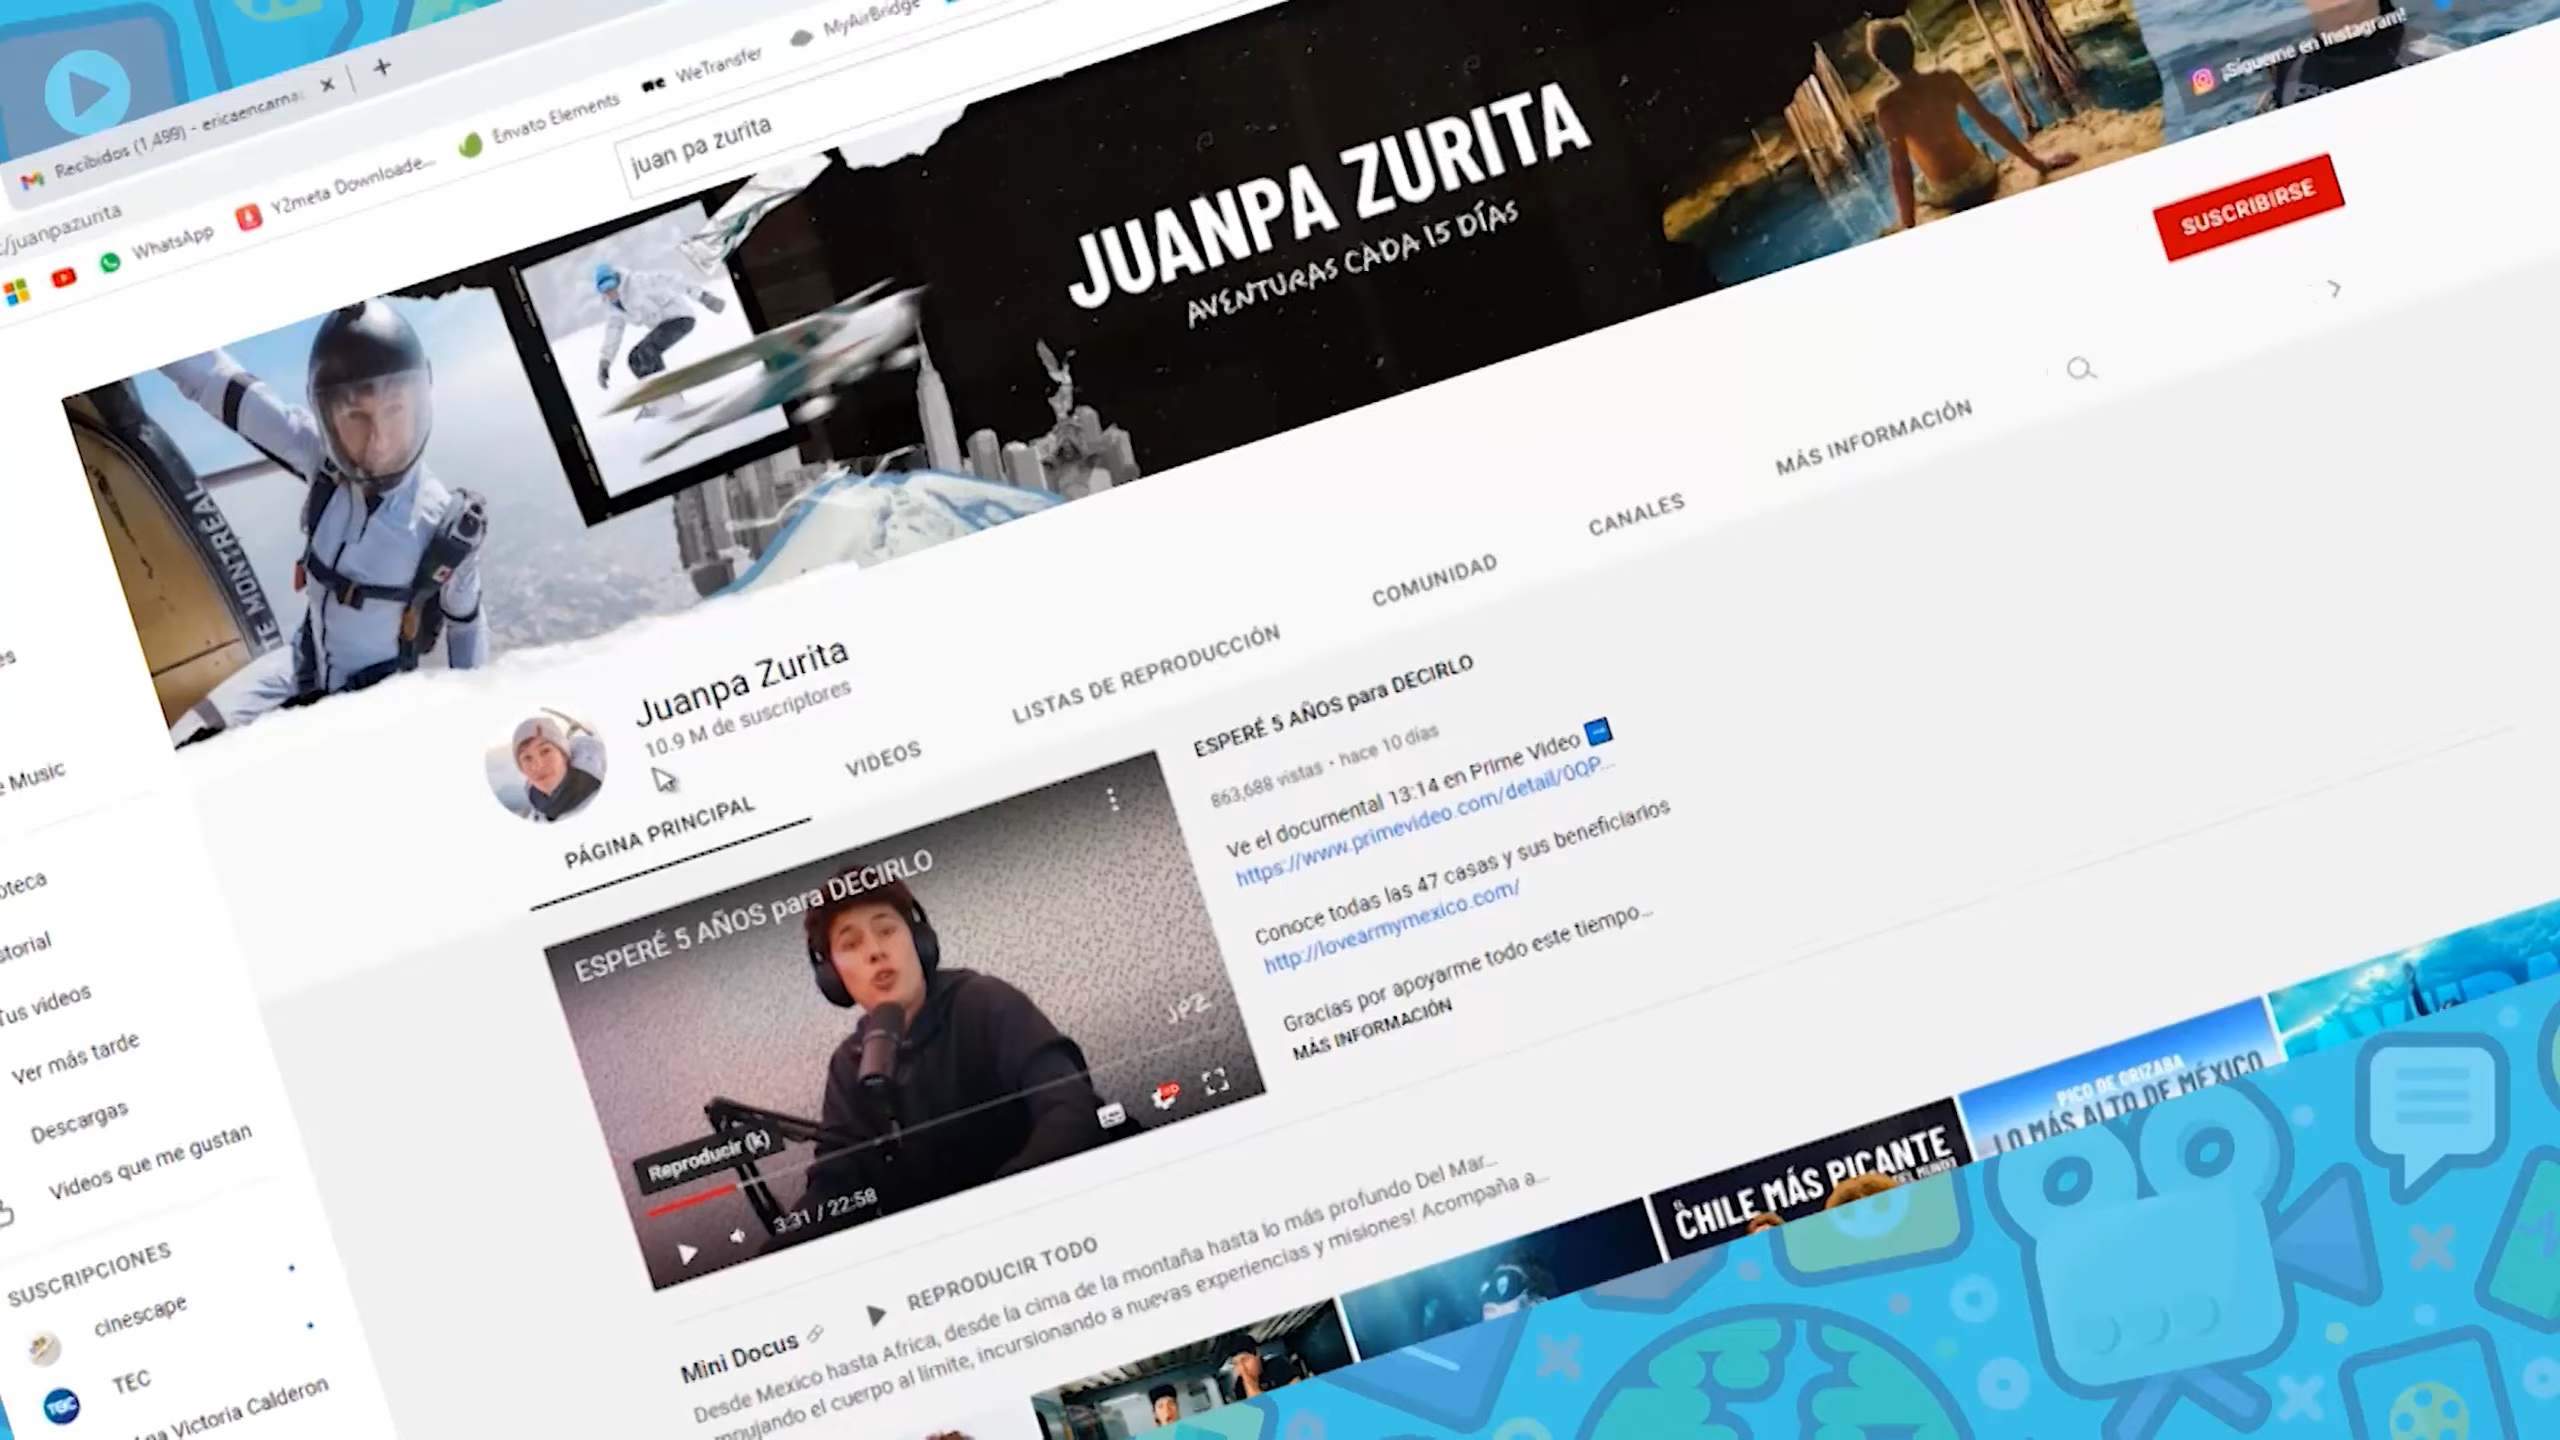 Recibidos (1,499) - ericaencarna
/juanpazurita
WhatsApp
Y2meta Downloade...
Envato Elements
WeTransfer
MyAirBridge
juan pa zurita
TE MONTREAL
JUANPA ZURITA
AVENTURAS CADA 15 DÍAS
¡Sígueme en Instagram!
SUSCRIBIRSE
Juanpa Zurita
10.9 M de suscriptores
PÁGINA PRINCIPAL
VIDEOS
LISTAS DE REPRODUCCIÓN
COMUNIDAD
CANALES
MÁS INFORMACIÓN
ESPERÉ 5 AÑOS para DECIRLO
JPZ
Reproducir (k)
3:31 / 22:58
ESPERÉ 5 AÑOS para DECIRLO
863,688 vistas • hace 10 días
Ve el documental 13:14 en Prime Video
https://www.primevideo.com/detail/0QP...
Conoce todas las 47 casas y sus beneficiarios
http://lovearmymexico.com/
Gracias por apoyarme todo este tiempo...
MÁS INFORMACIÓN
Mini Docus
REPRODUCIR TODO
Desde Mexico hasta Africa, desde la cima de la montaña hasta lo más profundo Del Mar...
mpujando el cuerpo al límite, incursionando a nuevas experiencias y misiones! Acompaña a...
EL CHILE MÁS PICANTE
DEL MUNDO
PICO DE ORIZABA
LO MÁS ALTO DE MÉXICO
es
e Music
oteca
storial
Tus videos
Ver más tarde
Descargas
Videos que me gustan
SUSCRIPCIONES
cinescape
TEC
TEC
na Victoria Calderon